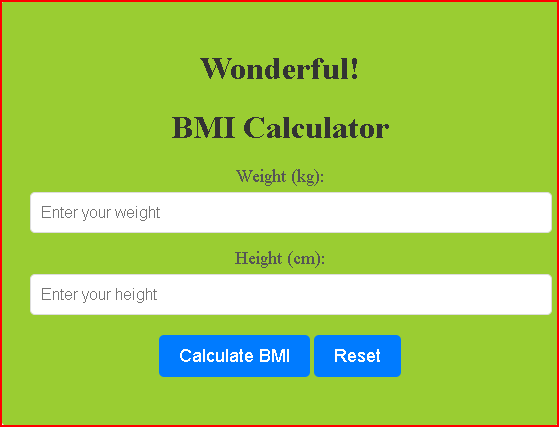 Wonderful!
BMI Calculator
Weight (kg):
Enter your weight
Height (cm):
Enter your height
Calculate BMI Reset